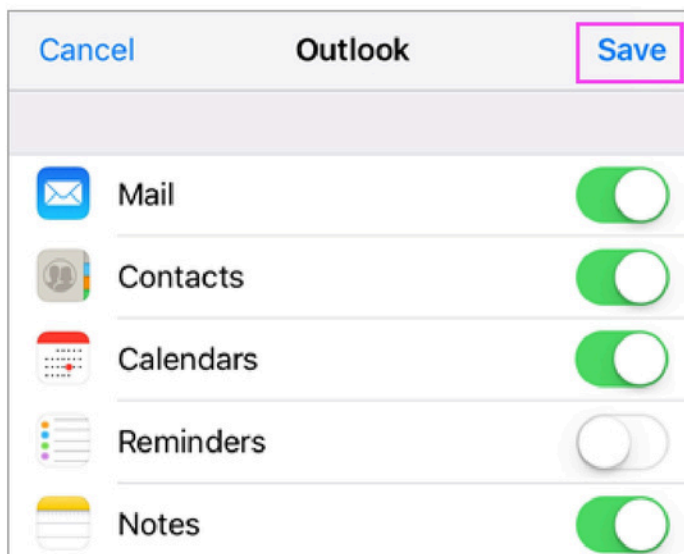 Cancel Outlook Save
Mail
Contacts
Calendars
Reminders
Notes